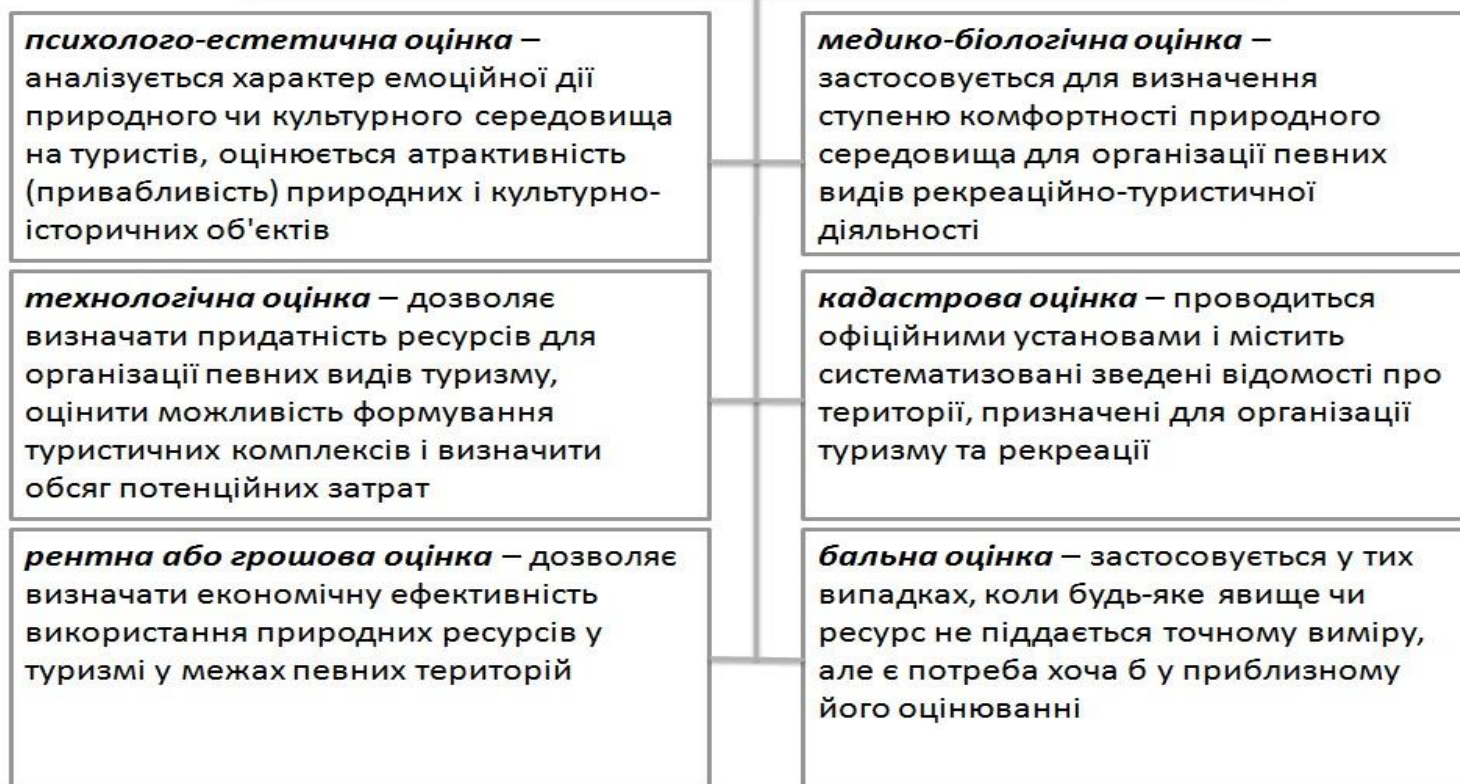 психолого-естетична оцінка –
аналізується характер емоційної дії
природного чи культурного середовища
на туристів, оцінюється атрактивність
(привабливість) природних і культурно-
історичних об'єктів
медико-біологічна оцінка –
застосовується для визначення
ступеню комфортності природного
середовища для організації певних
видів рекреаційно-туристичної
діяльності
технологічна оцінка – дозволяє
визначати придатність ресурсів для
організації певних видів туризму,
оцінити можливість формування
туристичних комплексів і визначити
обсяг потенційних затрат
кадастрова оцінка – проводиться
офіційними установами і містить
систематизовані зведені відомості про
території, призначені для організації
туризму та рекреації
рентна або грошова оцінка – дозволяє
визначати економічну ефективність
використання природних ресурсів у
туризмі у межах певних територій
бальна оцінка – застосовується у тих
випадках, коли будь-яке явище чи
ресурс не піддається точному виміру,
але є потреба хоча б у приблизному
його оцінюванні